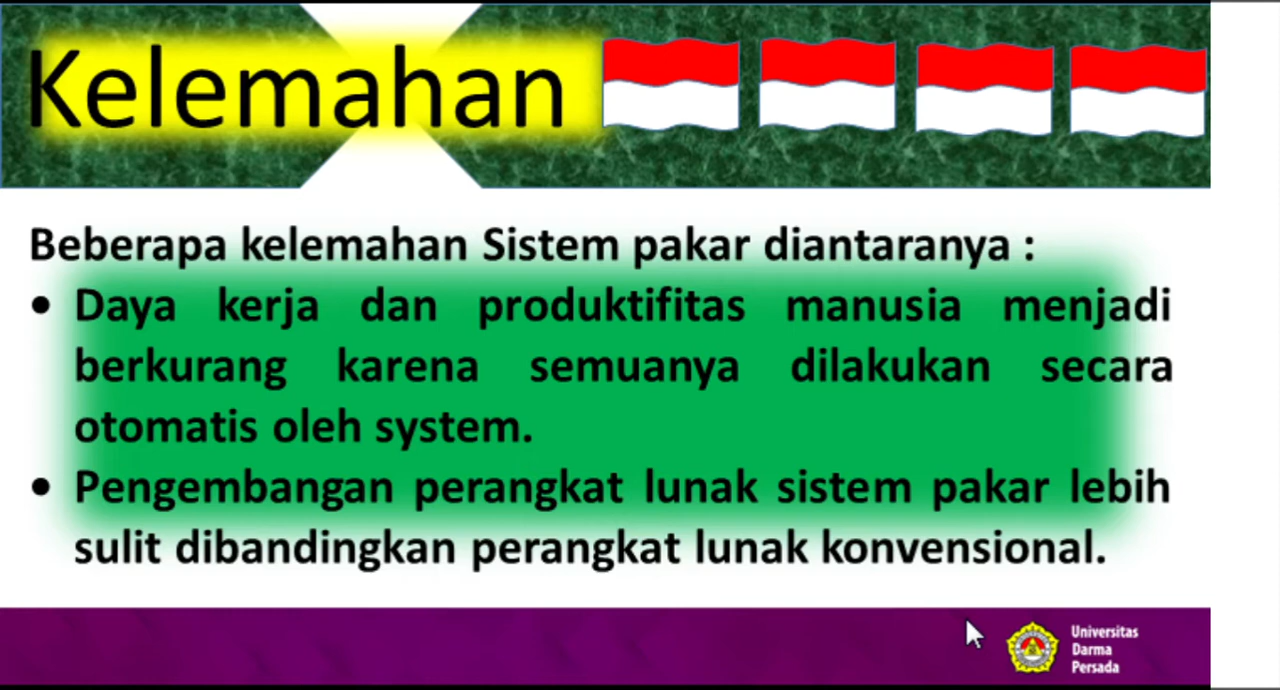 Kelemahan
Beberapa kelemahan Sistem pakar diantaranya :
• Daya kerja dan produktifitas manusia menjadi
berkurang karena semuanya dilakukan secara
otomatis oleh system.
• Pengembangan perangkat lunak sistem pakar lebih
sulit dibandingkan perangkat lunak konvensional.
Universitas
Darma
Persada